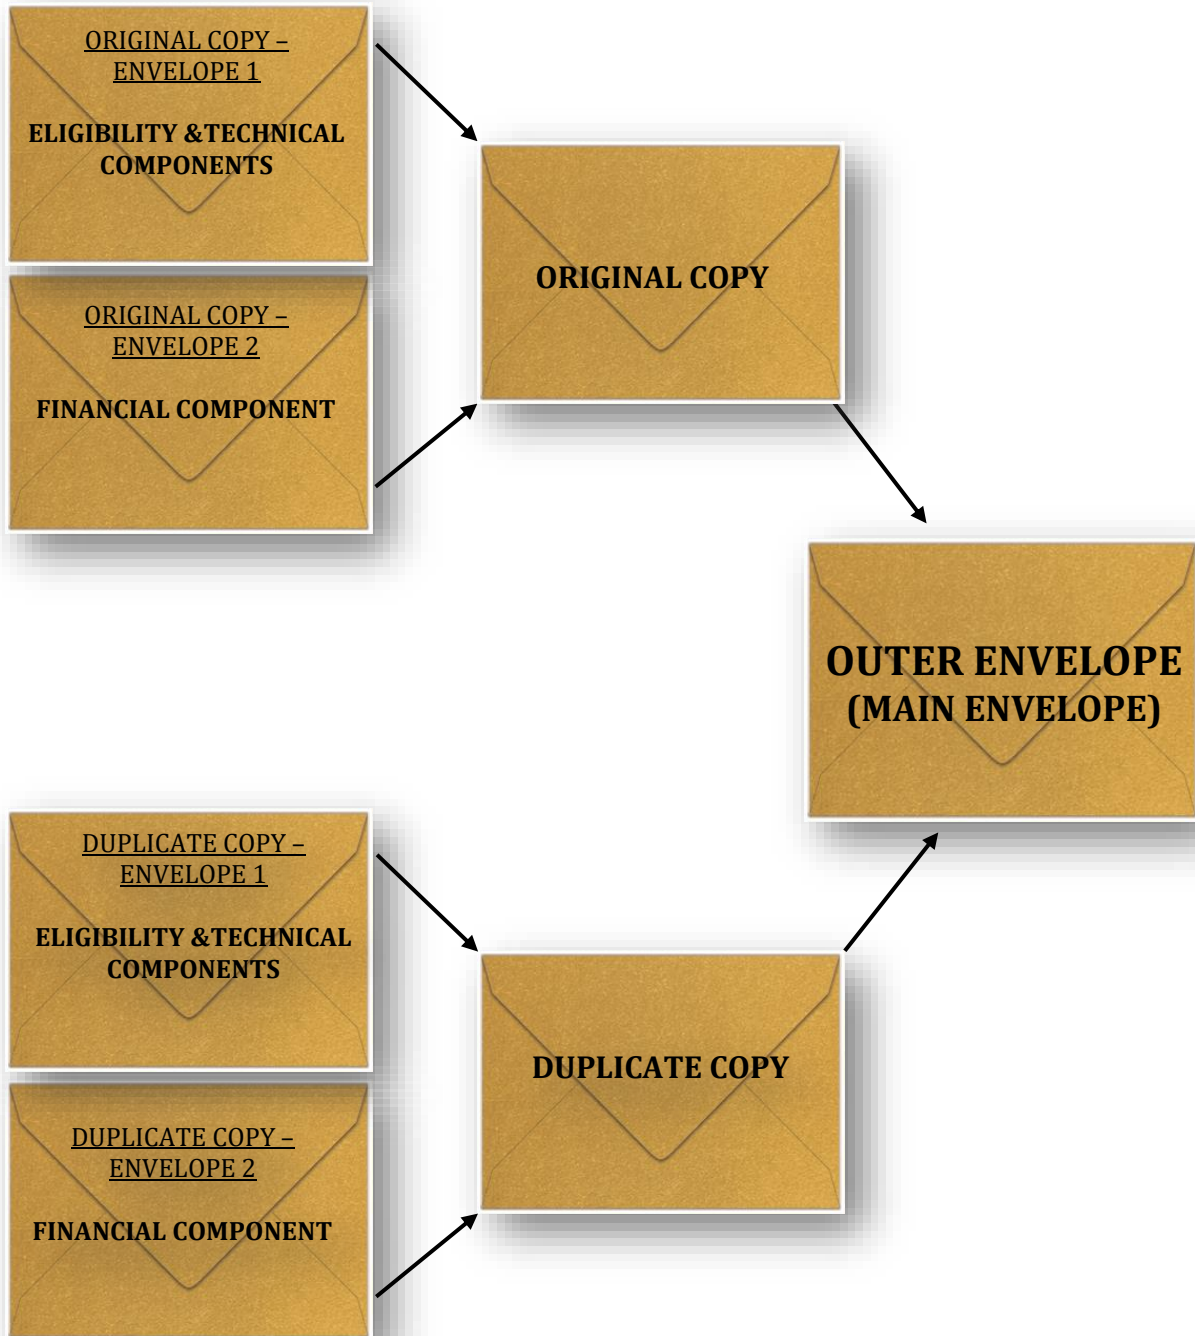 ORIGINAL COPY –
ENVELOPE 1
ELIGIBILITY &TECHNICAL
COMPONENTS
ORIGINAL COPY –
ENVELOPE 2
FINANCIAL COMPONENT
ORIGINAL COPY
OUTER ENVELOPE
(MAIN ENVELOPE)
DUPLICATE COPY –
ENVELOPE 1
ELIGIBILITY &TECHNICAL
COMPONENTS
DUPLICATE COPY –
ENVELOPE 2
FINANCIAL COMPONENT
DUPLICATE COPY